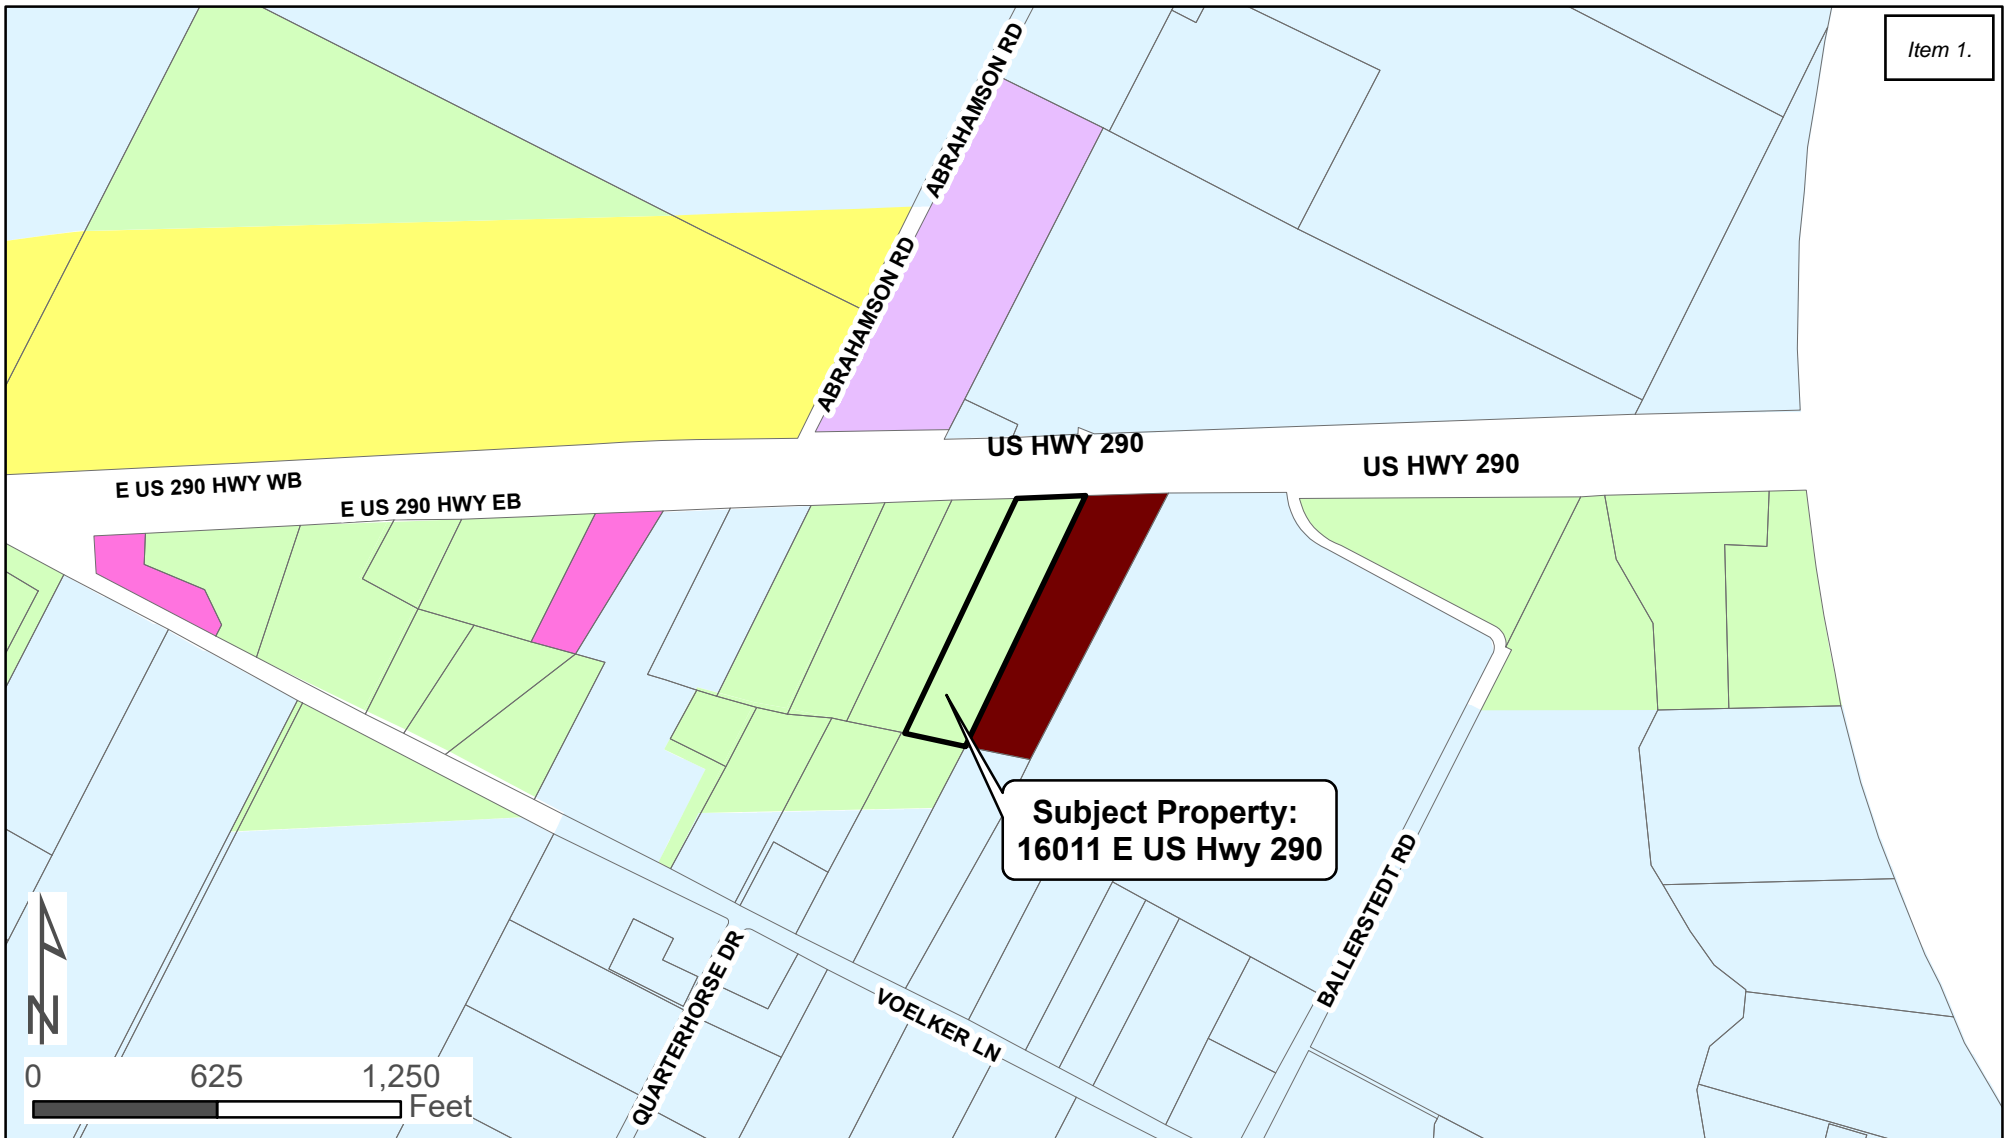 Item 1.
ABRAHAMSON RD
ABRAHAMSON RD
US HWY 290
US HWY 290
E US 290 HWY WB
E US 290 HWY EB
Subject Property:
16011 E US Hwy 290
BALLERSTEDT RD
QUARTERHORSE DR
VOELKER LN
N
0 625 1,250
Feet